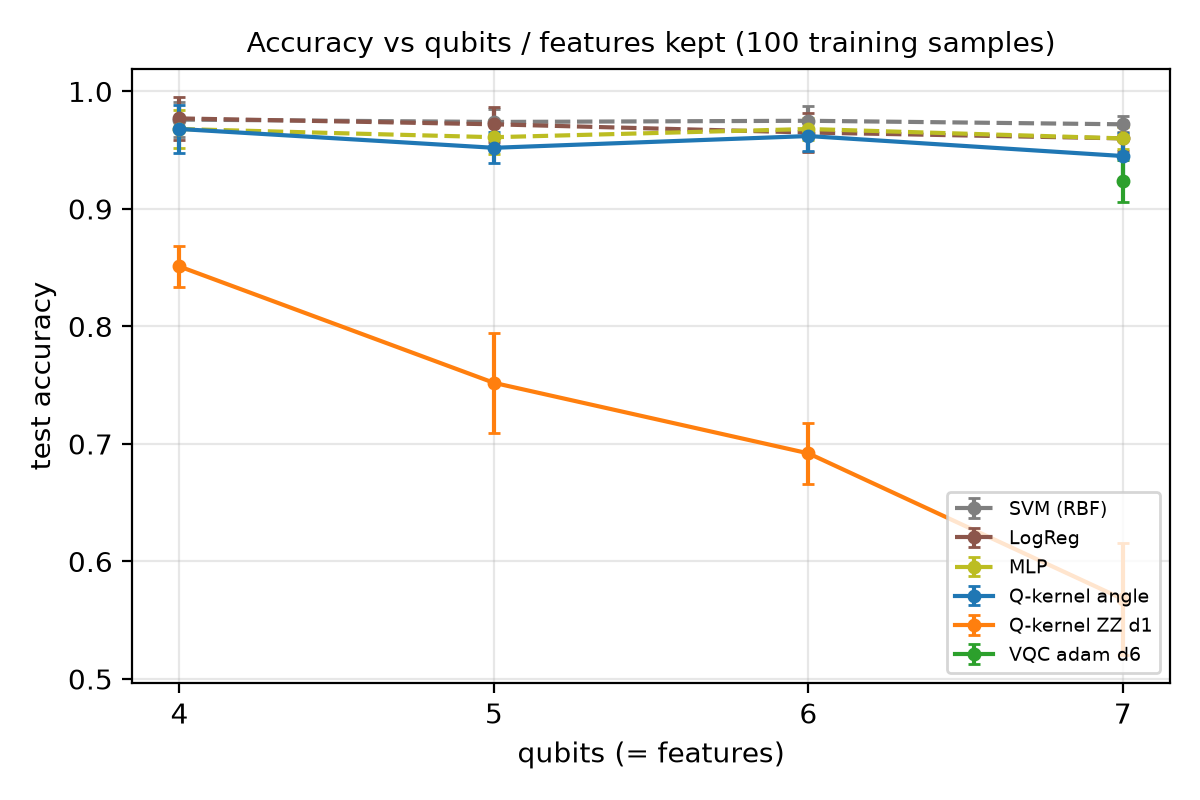 Accuracy vs qubits / features kept (100 training samples)
test accuracy
1.0
0.9
0.8
0.7
0.6
0.5
4 5 6 7
qubits (= features)
SVM (RBF)
LogReg
MLP
Q-kernel angle
Q-kernel ZZ d1
VQC adam d6